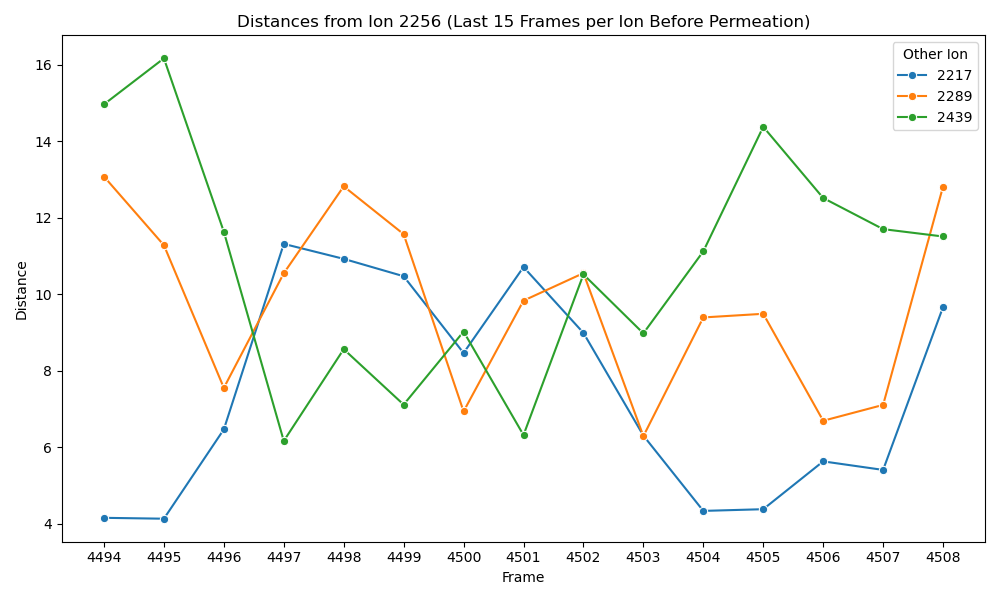 Distances from Ion 2256 (Last 15 Frames per Ion Before Permeation)
Other Ion
2217
2289
2439
Distance
16
14
12
10
8
6
4
4494 4495 4496 4497 4498 4499 4500 4501 4502 4503 4504 4505 4506 4507 4508
Frame